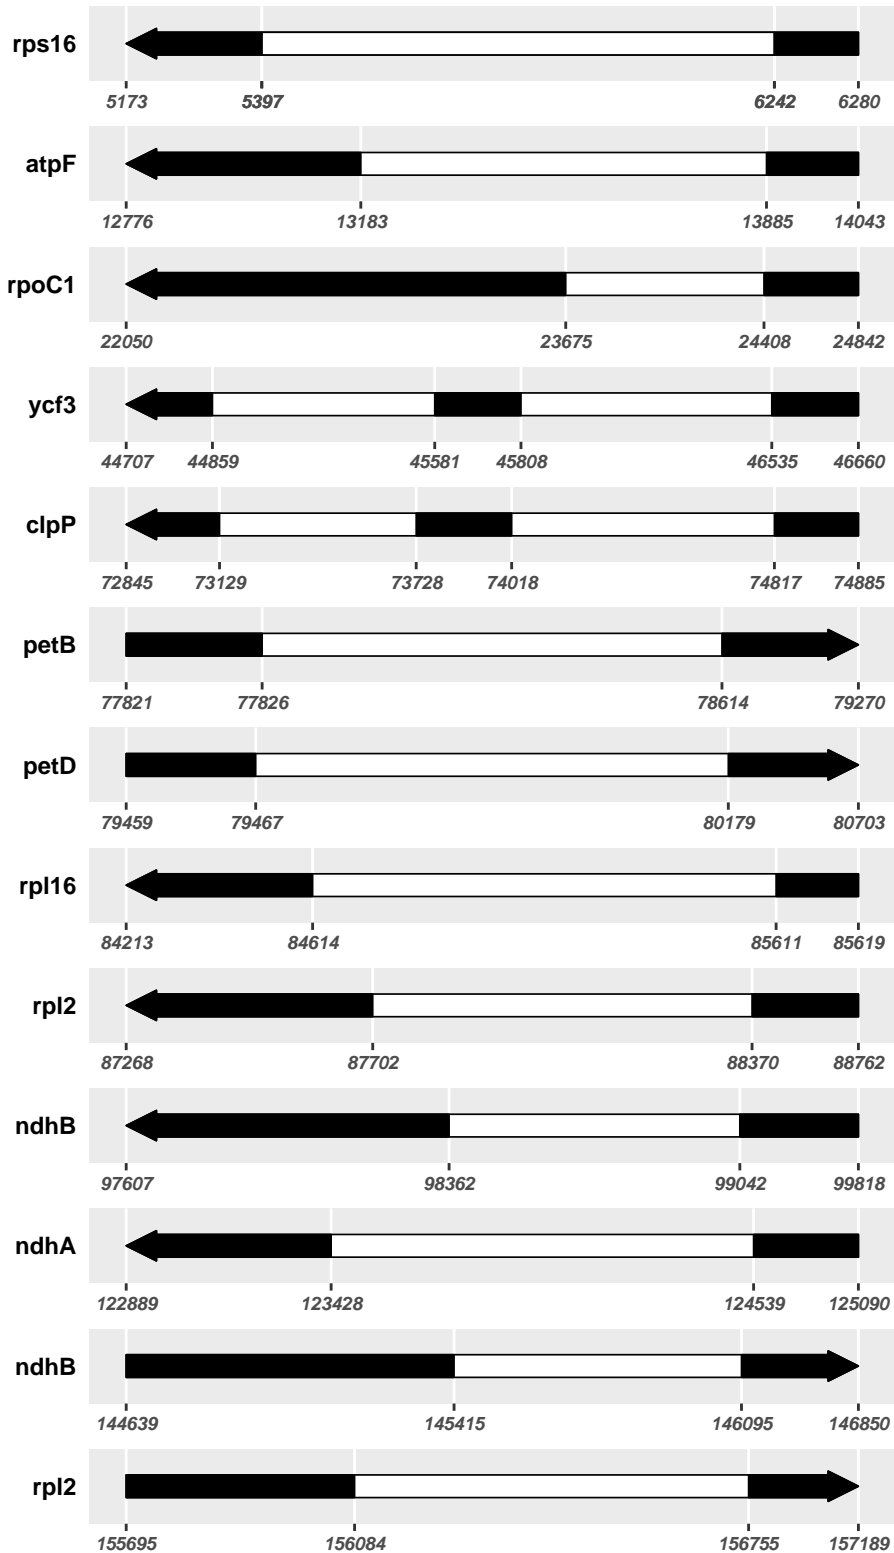 rps16
5173 5397 6242 6280
atpF
12776 13183 13885 14043
rpoC1
22050 23675 24408 24842
ycf3
44707 44859 45581 45808 46535 46660
clpP
72845 73129 73728 74018 74817 74885
petB
77821 77826 78614 79270
petD
79459 79467 80179 80703
rpl16
84213 84614 85611 85619
rpl2
87268 87702 88370 88762
ndhB
97607 98362 99042 99818
ndhA
122889 123428 124539 125090
ndhB
144639 145415 146095 146850
rpl2
155695 156084 156755 157189